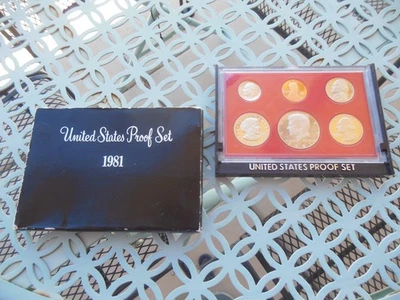 United States Proof Set
1981
UNITED STATES PROOF SET